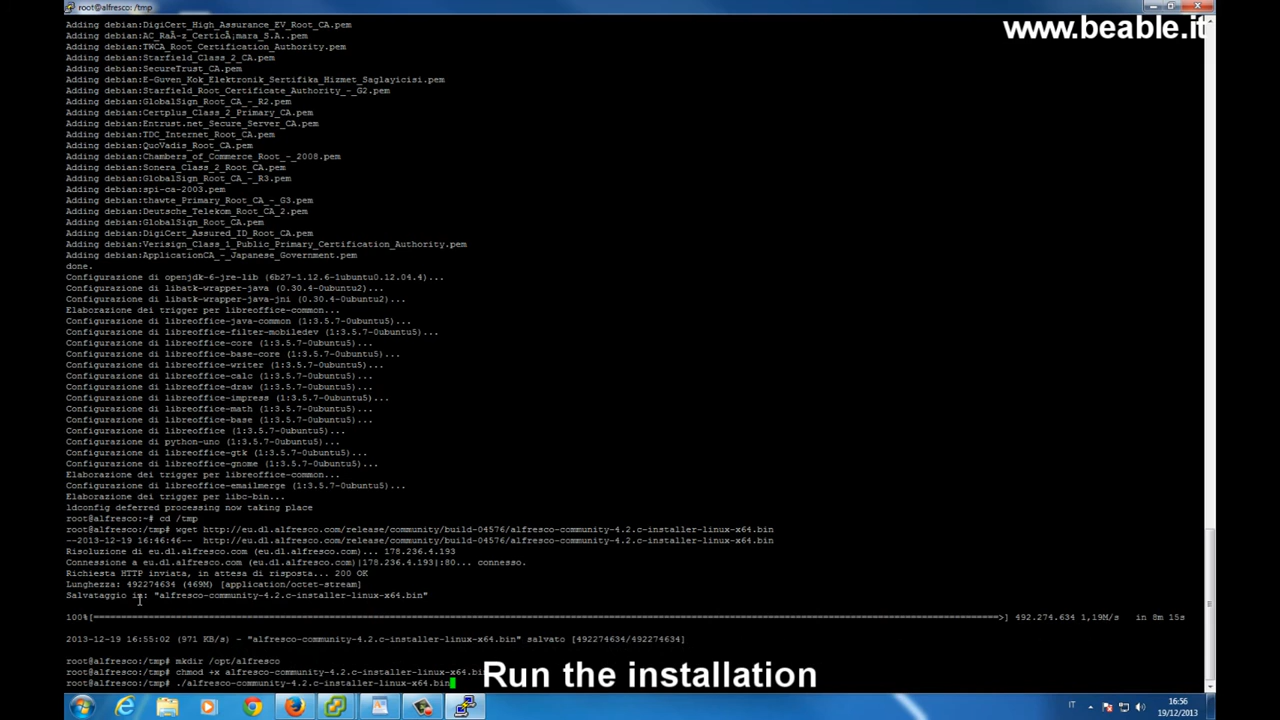 root@alfresco: /tmp
www.beable.it
Adding debian:DigiCert_High_Assurance_EV_Root_CA.pem
Adding debian:AC_RaÃ­z_CerticÃ¡mara_S.A..pem
Adding debian:TWCA_Root_Certification_Authority.pem
Adding debian:Starfield_Class_2_CA.pem
Adding debian:SecureTrust_CA.pem
Adding debian:E-Guven_Kok_Elektronik_Sertifika_Hizmet_Saglayicisi.pem
Adding debian:Starfield_Root_Certificate_Authority_-_G2.pem
Adding debian:GlobalSign_Root_CA_-_R2.pem
Adding debian:Certplus_Class_2_Primary_CA.pem
Adding debian:Entrust.net_Secure_Server_CA.pem
Adding debian:TDC_Internet_Root_CA.pem
Adding debian:QuoVadis_Root_CA.pem
Adding debian:Chambers_of_Commerce_Root_-_2008.pem
Adding debian:Sonera_Class_2_Root_CA.pem
Adding debian:GlobalSign_Root_CA_-_R3.pem
Adding debian:spi-ca-2003.pem
Adding debian:thawte_Primary_Root_CA_-_G3.pem
Adding debian:Deutsche_Telekom_Root_CA_2.pem
Adding debian:GlobalSign_Root_CA.pem
Adding debian:DigiCert_Assured_ID_Root_CA.pem
Adding debian:Verisign_Class_1_Public_Primary_Certification_Authority.pem
Adding debian:ApplicationCA_-_Japanese_Government.pem
done.
Configurazione di openjdk-6-jre-lib (6b27-1.12.6-1ubuntu0.12.04.4)...
Configurazione di libatk-wrapper-java (0.30.4-0ubuntu2)...
Configurazione di libatk-wrapper-java-jni (0.30.4-0ubuntu2)...
Elaborazione dei trigger per libreoffice-common...
Configurazione di libreoffice-java-common (1:3.5.7-0ubuntu5)...
Configurazione di libreoffice-filter-mobiledev (1:3.5.7-0ubuntu5)...
Configurazione di libreoffice-core (1:3.5.7-0ubuntu5)...
Configurazione di libreoffice-base-core (1:3.5.7-0ubuntu5)...
Configurazione di libreoffice-writer (1:3.5.7-0ubuntu5)...
Configurazione di libreoffice-calc (1:3.5.7-0ubuntu5)...
Configurazione di libreoffice-draw (1:3.5.7-0ubuntu5)...
Configurazione di libreoffice-impress (1:3.5.7-0ubuntu5)...
Configurazione di libreoffice-math (1:3.5.7-0ubuntu5)...
Configurazione di libreoffice-base (1:3.5.7-0ubuntu5)...
Configurazione di libreoffice (1:3.5.7-0ubuntu5)...
Configurazione di python-uno (1:3.5.7-0ubuntu5)...
Configurazione di libreoffice-gtk (1:3.5.7-0ubuntu5)...
Configurazione di libreoffice-gnome (1:3.5.7-0ubuntu5)...
Elaborazione dei trigger per libreoffice-common...
Configurazione di libreoffice-emailmerge (1:3.5.7-0ubuntu5)...
Elaborazione dei trigger per libc-bin...
ldconfig deferred processing now taking place
root@alfresco:~# cd /tmp
root@alfresco:/tmp# wget http://eu.dl.alfresco.com/release/community/build-04576/alfresco-community-4.2.c-installer-linux-x64.bin
--2013-12-19 16:46:46--  http://eu.dl.alfresco.com/release/community/build-04576/alfresco-community-4.2.c-installer-linux-x64.bin
Risoluzione di eu.dl.alfresco.com (eu.dl.alfresco.com)... 178.236.4.193
Connessione a eu.dl.alfresco.com (eu.dl.alfresco.com)|178.236.4.193|:80... connesso.
Richiesta HTTP inviata, in attesa di risposta... 200 OK
Lunghezza: 492274634 (469M) [application/octet-stream]
Salvataggio in: "alfresco-community-4.2.c-installer-linux-x64.bin"
100%[======================================>] 492.274.634 1,19M/s   in 8m 15s
2013-12-19 16:55:02 (971 KB/s) - "alfresco-community-4.2.c-installer-linux-x64.bin" salvato [492274634/492274634]
root@alfresco:/tmp# mkdir /opt/alfresco
root@alfresco:/tmp# chmod +x alfresco-community-4.2.c-installer-linux-x64.bin
root@alfresco:/tmp# ./alfresco-community-4.2.c-installer-linux-x64.bin
Run the installation
IT
16:56
19/12/2013